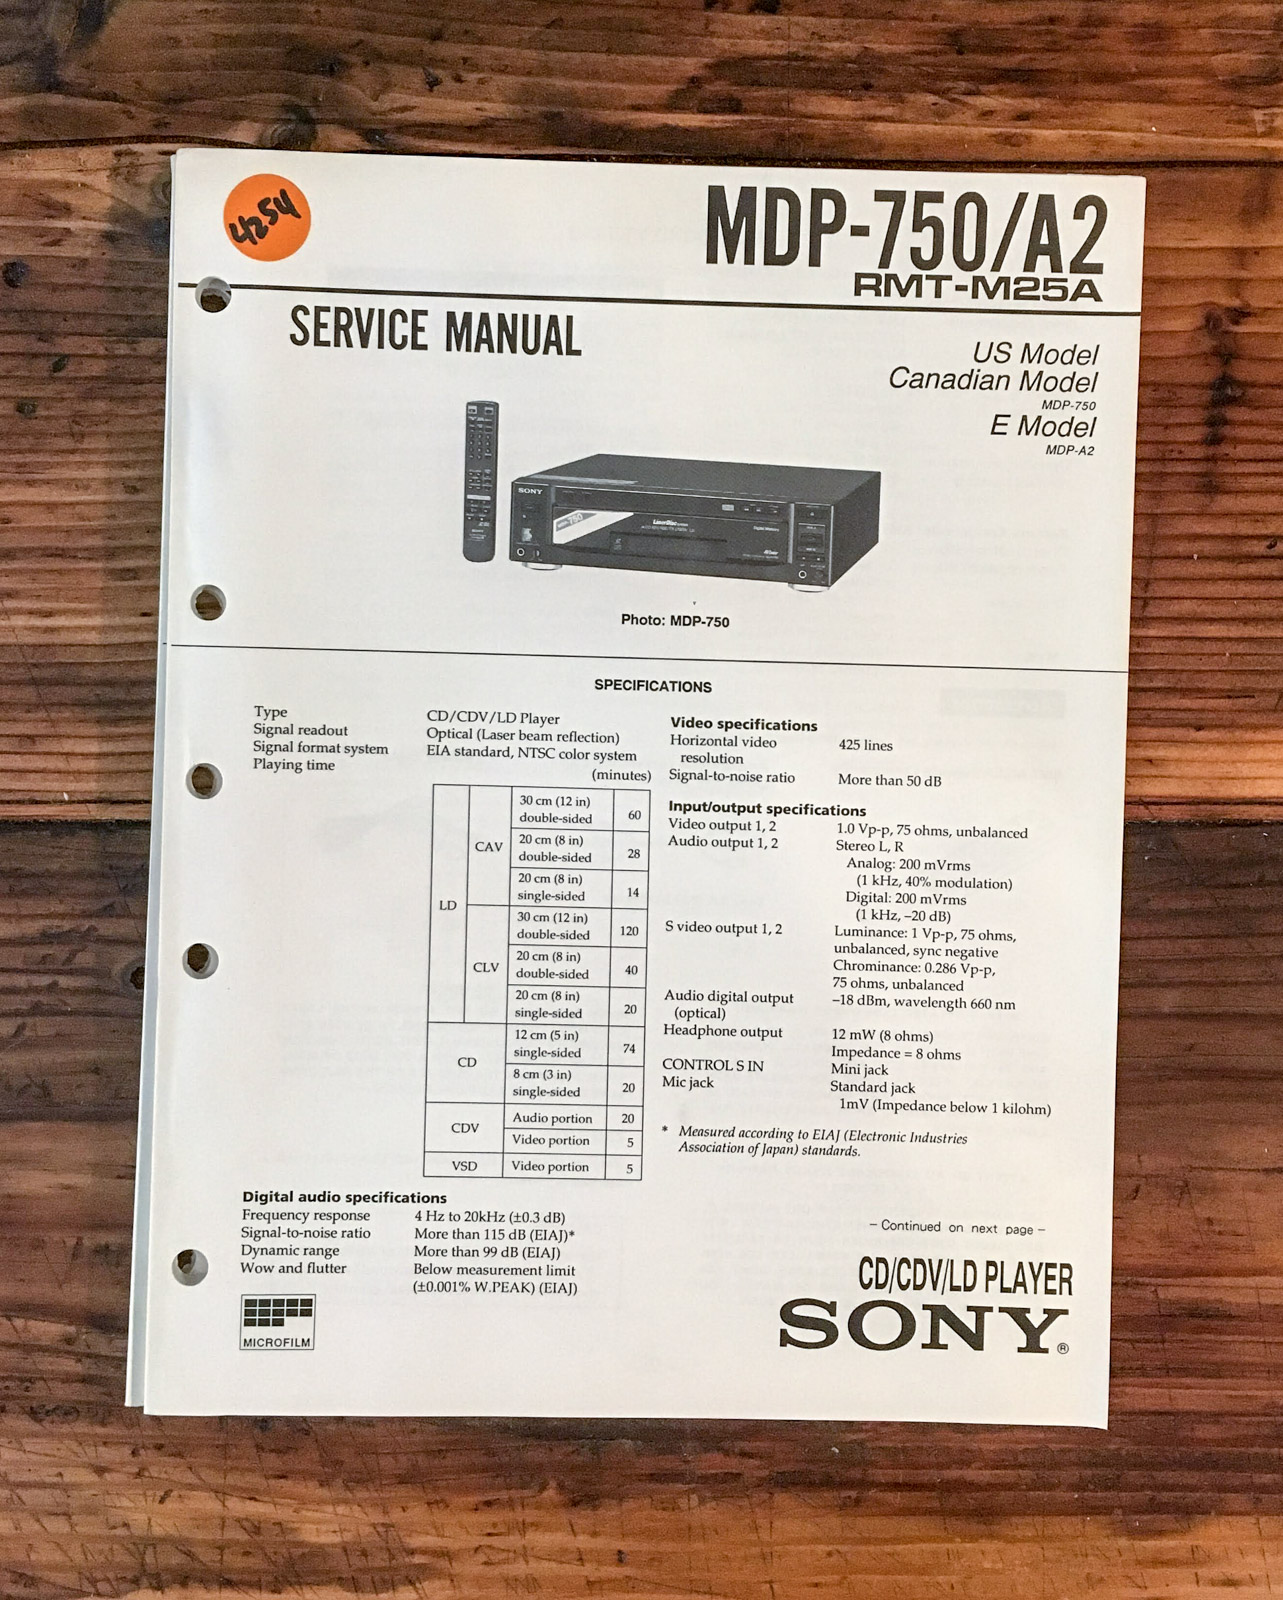 4254
MDP-750/A2
RMT-M25A
SERVICE MANUAL
US Model
Canadian Model
MDP-750
E Model
MDP-A2
SONY
LaserDisc
Photo: MDP-750
SPECIFICATIONS
Type CD/CDV/LD Player
Signal readout Optical (Laser beam reflection)
Signal format system EIA standard, NTSC color system
Playing time (minutes)
LD CAV 30 cm (12 in) double-sided 60
20 cm (8 in) double-sided 28
20 cm (8 in) single-sided 14
CLV 30 cm (12 in) double-sided 120
20 cm (8 in) double-sided 40
20 cm (8 in) single-sided 20
CD 12 cm (5 in) single-sided 74
8 cm (3 in) single-sided 20
CDV Audio portion 20
Video portion 5
VSD Video portion 5
Digital audio specifications
Frequency response 4 Hz to 20kHz (±0.3 dB)
Signal-to-noise ratio More than 115 dB (EIAJ)*
Dynamic range More than 99 dB (EIAJ)
Wow and flutter Below measurement limit
(±0.001% W.PEAK) (EIAJ)
MICROFILM
Video specifications
Horizontal video 425 lines
resolution
Signal-to-noise ratio More than 50 dB
Input/output specifications
Video output 1, 2 1.0 Vp-p, 75 ohms, unbalanced
Audio output 1, 2 Stereo L, R
Analog: 200 mVrms
(1 kHz, 40% modulation)
Digital: 200 mVrms
(1 kHz, –20 dB)
S video output 1, 2 Luminance: 1 Vp-p, 75 ohms,
unbalanced, sync negative
Chrominance: 0.286 Vp-p,
75 ohms, unbalanced
Audio digital output –18 dBm, wavelength 660 nm
(optical)
Headphone output 12 mW (8 ohms)
Impedance = 8 ohms
CONTROL S IN Mini jack
Mic jack Standard jack
1mV (Impedance below 1 kilohm)
* Measured according to EIAJ (Electronic Industries
Association of Japan) standards.
– Continued on next page –
CD/CDV/LD PLAYER
SONY®